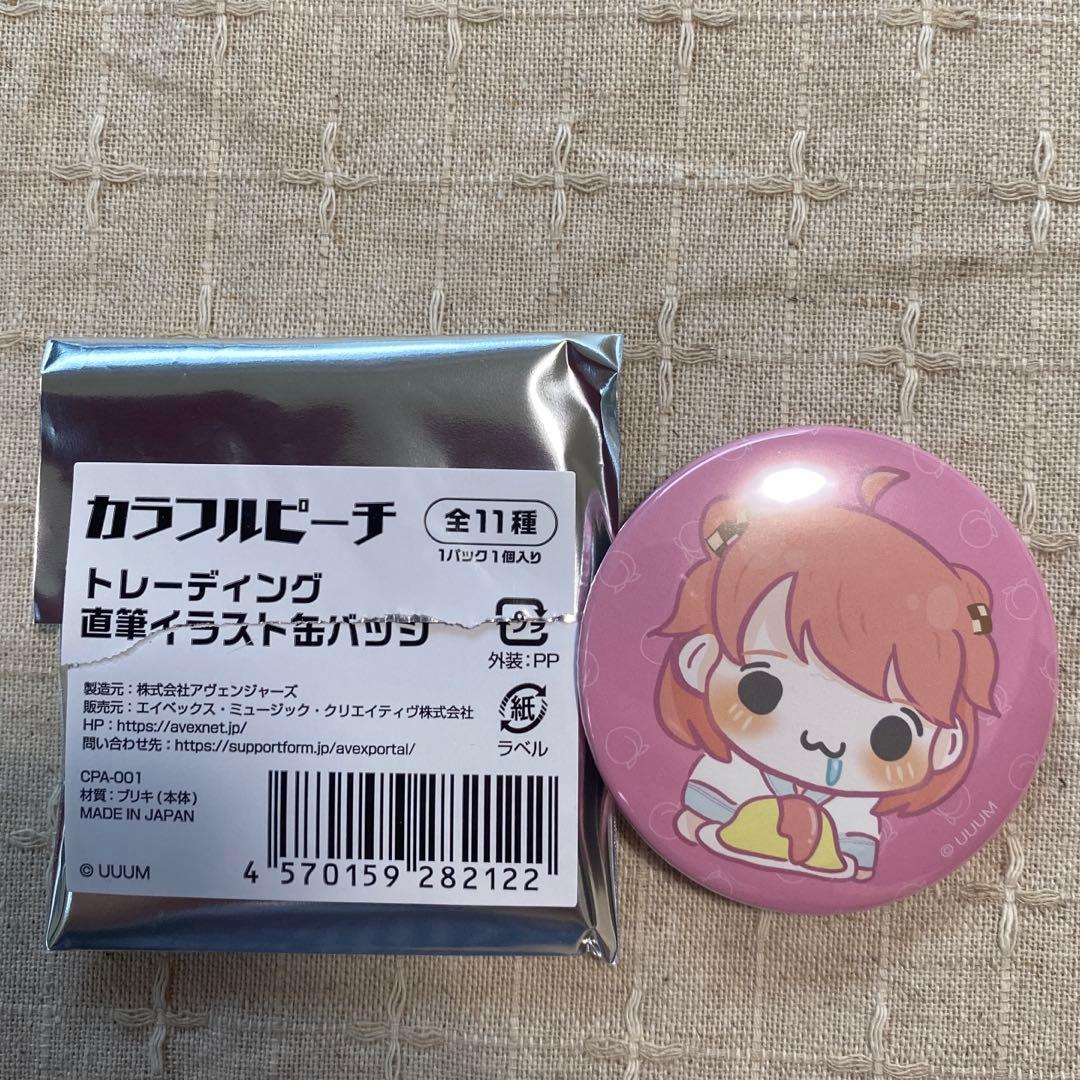 カラフルピーチ
全11種
1パック1個入り
トレーディング
直筆イラスト缶バッジ
プラ
外装:PP
紙
ラベル
製造元:株式会社アヴェンジャーズ
販売元:エイベックス・ミュージック・クリエイティヴ株式会社
HP:https://avexnet.jp/
問い合わせ先:https://supportform.jp/avexportal/
CPA-001
材質:ブリキ(本体)
MADE IN JAPAN
© UUUM
4 570159 282122
© UUUM